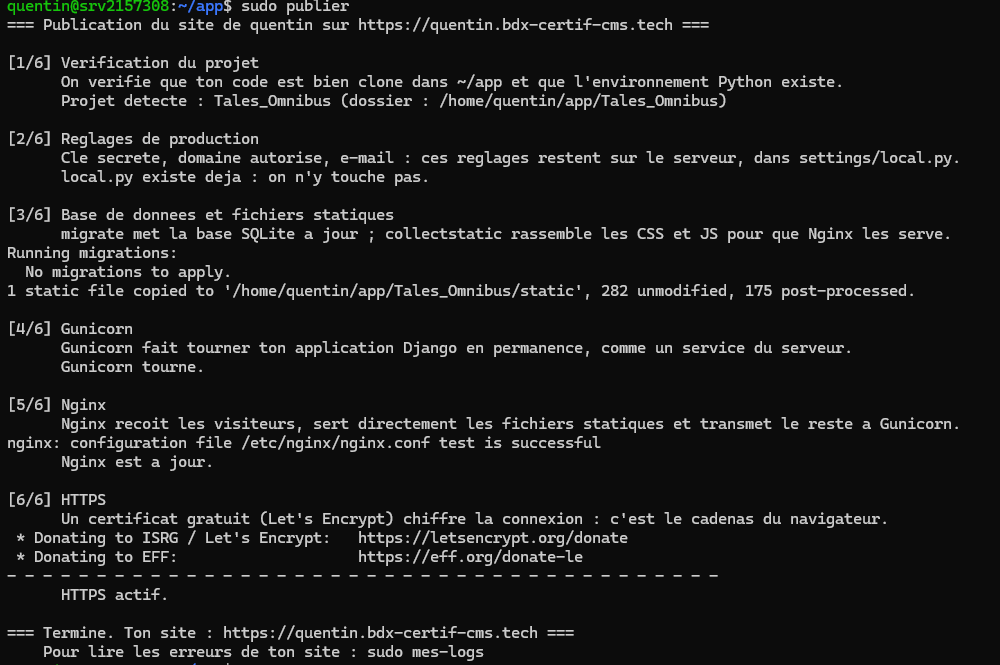 quentin@srv2157308:~/app$ sudo publier
=== Publication du site de quentin sur https://quentin.bdx-certif-cms.tech ===
[1/6] Verification du projet
On verifie que ton code est bien clone dans ~/app et que l'environnement Python existe.
Projet detecte : Tales_Omnibus (dossier : /home/quentin/app/Tales_Omnibus)
[2/6] Reglages de production
Cle secrete, domaine autorise, e-mail : ces reglages restent sur le serveur, dans settings/local.py.
local.py existe deja : on n'y touche pas.
[3/6] Base de donnees et fichiers statiques
migrate met la base SQLite a jour ; collectstatic rassemble les CSS et JS pour que Nginx les serve.
Running migrations:
No migrations to apply.
1 static file copied to '/home/quentin/app/Tales_Omnibus/static', 282 unmodified, 175 post-processed.
[4/6] Gunicorn
Gunicorn fait tourner ton application Django en permanence, comme un service du serveur.
Gunicorn tourne.
[5/6] Nginx
Nginx recoit les visiteurs, sert directement les fichiers statiques et transmet le reste a Gunicorn.
nginx: configuration file /etc/nginx/nginx.conf test is successful
Nginx est a jour.
[6/6] HTTPS
Un certificat gratuit (Let's Encrypt) chiffre la connexion : c'est le cadenas du navigateur.
* Donating to ISRG / Let's Encrypt: https://letsencrypt.org/donate
* Donating to EFF: https://eff.org/donate-le
- - - - - - - - - - - - - - - - - - - - - - - - - - - - - - - - - - - - - - - -
HTTPS actif.
=== Termine. Ton site : https://quentin.bdx-certif-cms.tech ===
Pour lire les erreurs de ton site : sudo mes-logs